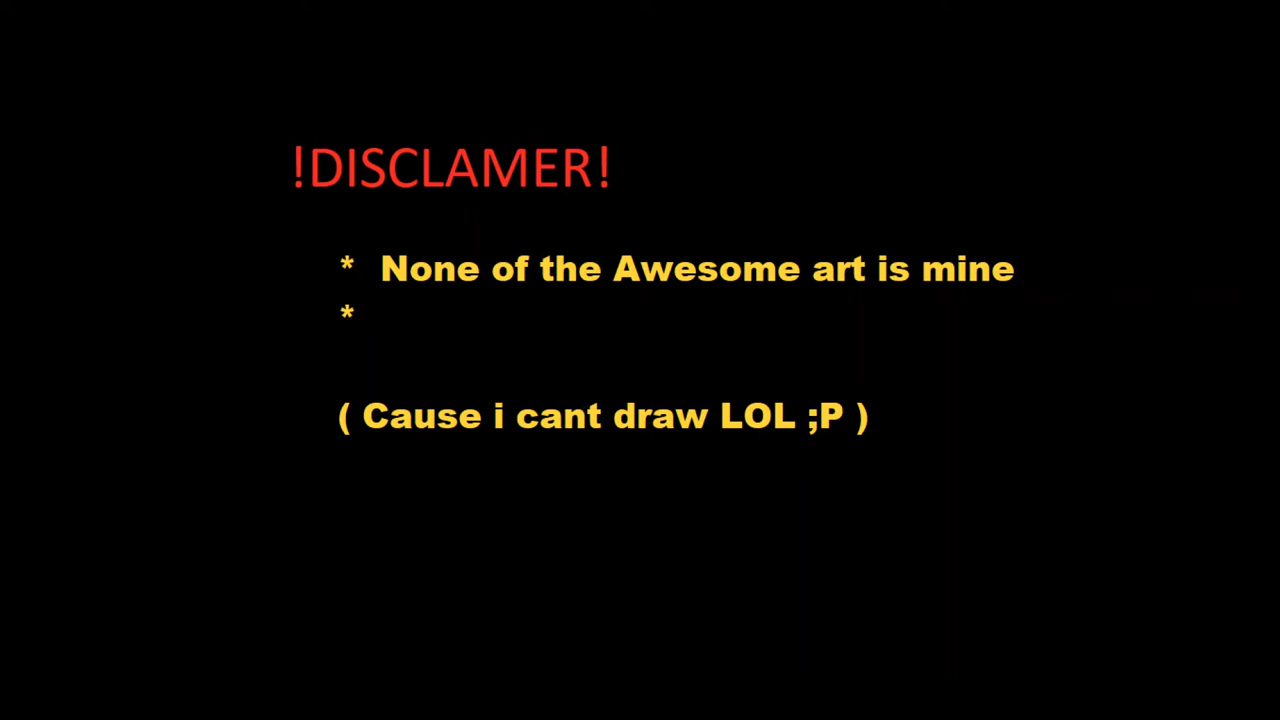 !DISCLAMER!
* None of the Awesome art is mine
*
( Cause i cant draw LOL ;P )